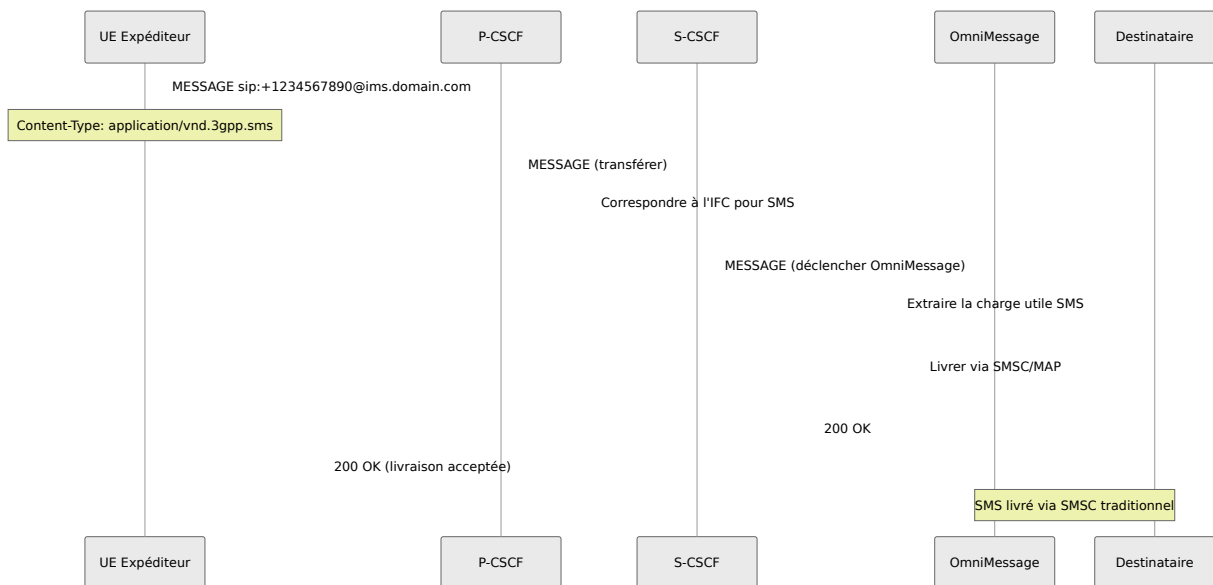 UE Expéditeur
P-CSCF
S-CSCF
OmniMessage
Destinataire
MESSAGE sip:+1234567890@ims.domain.com
Content-Type: application/vnd.3gpp.sms
MESSAGE (transférer)
Correspondre à l'IFC pour SMS
MESSAGE (déclencher OmniMessage)
Extraire la charge utile SMS
Livrer via SMSC/MAP
200 OK
200 OK (livraison acceptée)
SMS livré via SMSC traditionnel
UE Expéditeur
P-CSCF
S-CSCF
OmniMessage
Destinataire